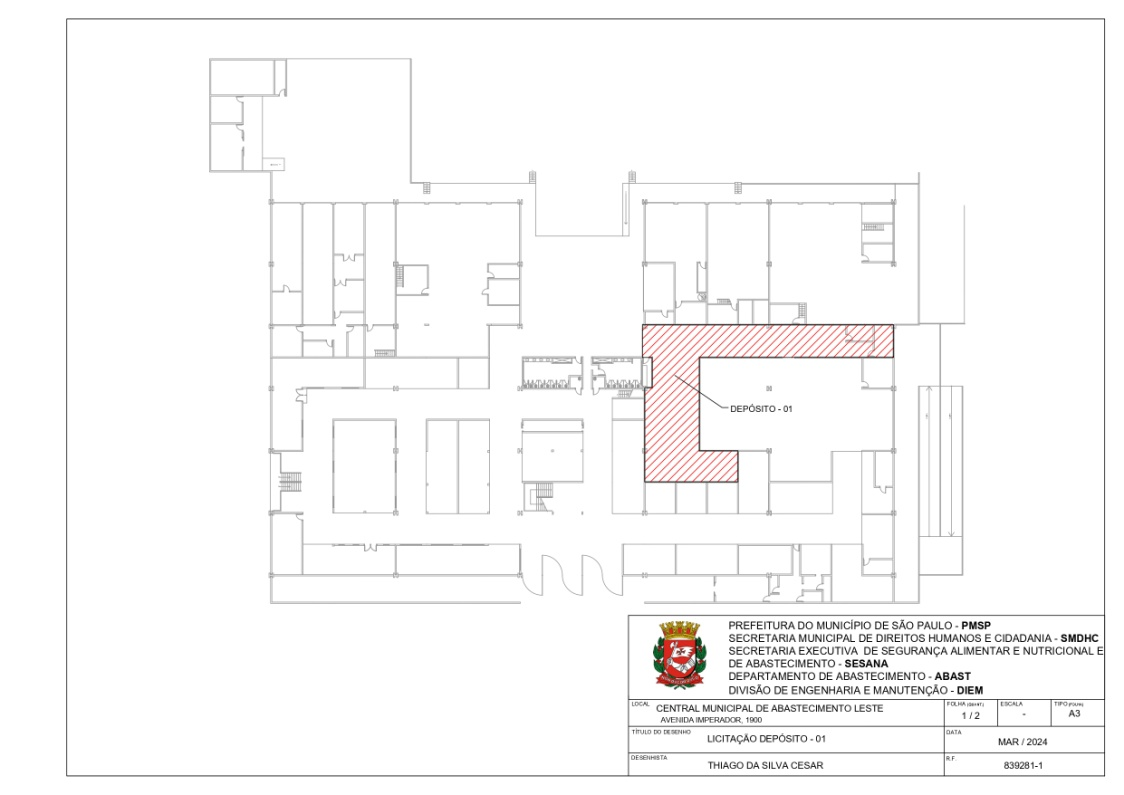 DEPÓSITO - 01
PREFEITURA DO MUNICÍPIO DE SÃO PAULO - PMSP
SECRETARIA MUNICIPAL DE DIREITOS HUMANOS E CIDADANIA - SMDHC
SECRETARIA EXECUTIVA DE SEGURANÇA ALIMENTAR E NUTRICIONAL E
DE ABASTECIMENTO - SESANA
DEPARTAMENTO DE ABASTECIMENTO - ABAST
DIVISÃO DE ENGENHARIA E MANUTENÇÃO - DIEM
LOCAL
CENTRAL MUNICIPAL DE ABASTECIMENTO LESTE
AVENIDA IMPERADOR, 1900
FOLHA
1 / 2
ESCALA
-
TIPO (FOLHA)
A3
TÍTULO DO DESENHO
LICITAÇÃO DEPÓSITO - 01
DATA
MAR / 2024
DESENHISTA
THIAGO DA SILVA CESAR
R.F.
839281-1